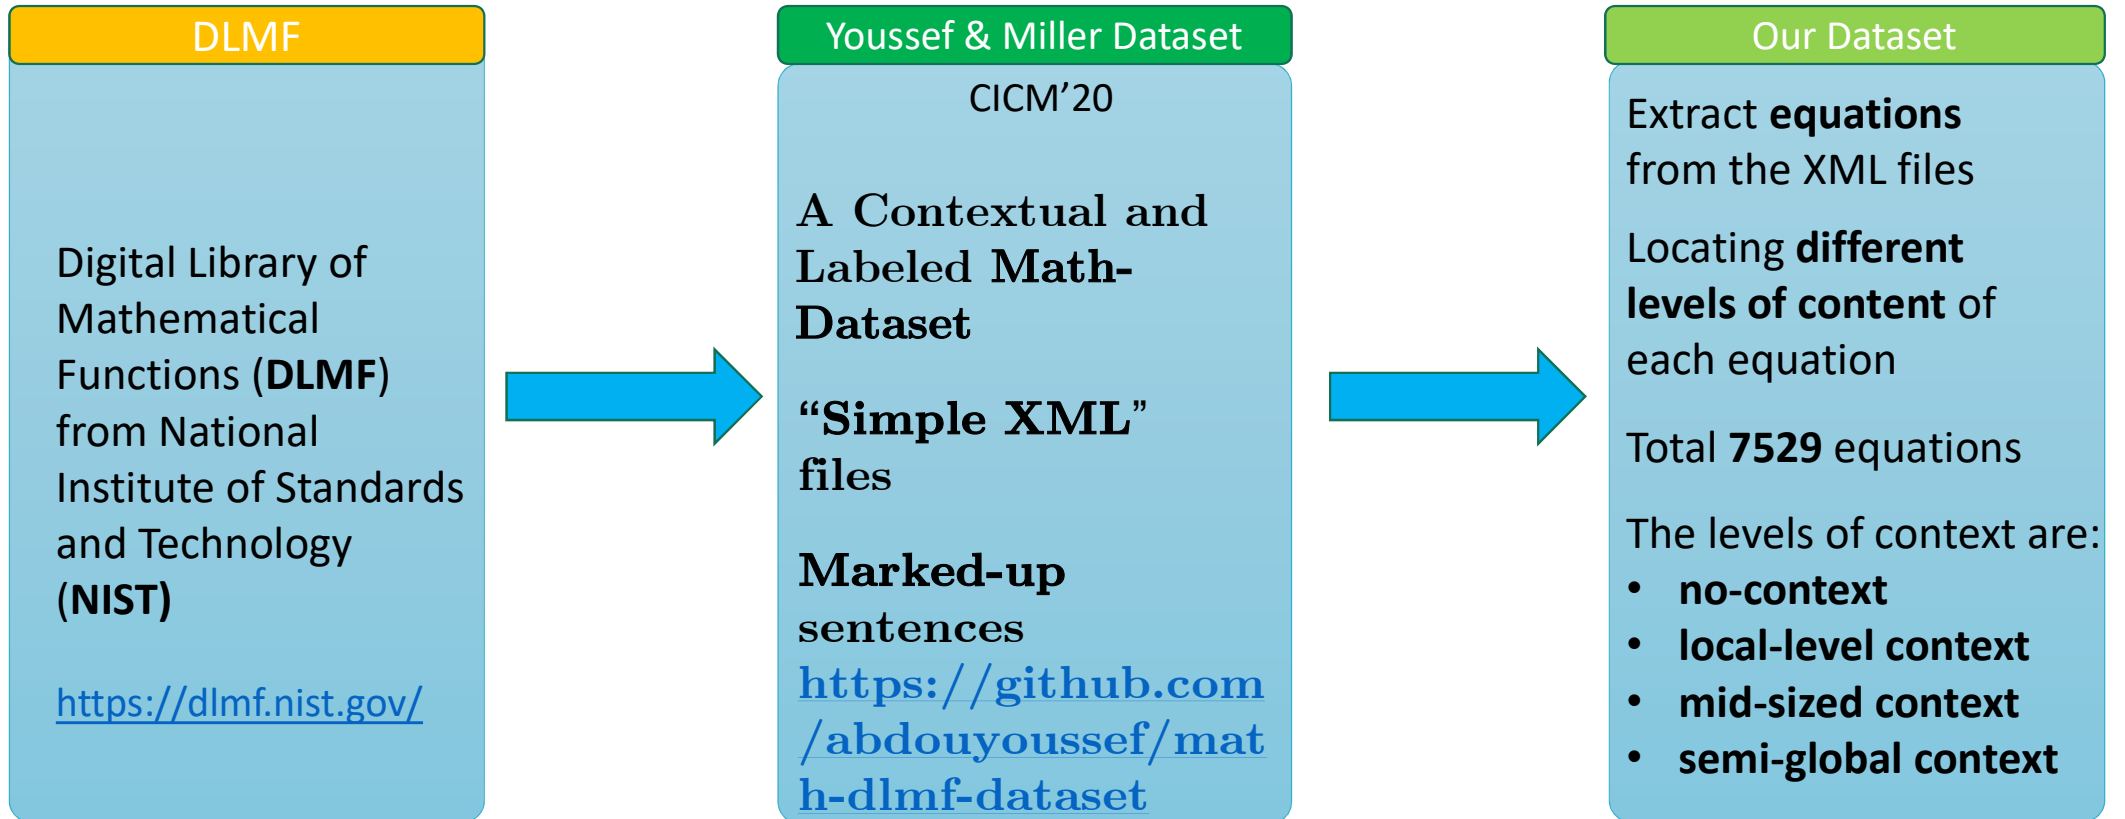 DLMF
Digital Library of
Mathematical
Functions (DLMF)
from National
Institute of Standards
and Technology
(NIST)
https://dlmf.nist.gov/
Youssef & Miller Dataset
CICM’20
A Contextual and
Labeled Math-
Dataset
“Simple XML”
files
Marked-up
sentences
https://github.com
/abdouyoussef/mat
h-dlmf-dataset
Our Dataset
Extract equations
from the XML files
Locating different
levels of content of
each equation
Total 7529 equations
The levels of context are:
• no-context
• local-level context
• mid-sized context
• semi-global context